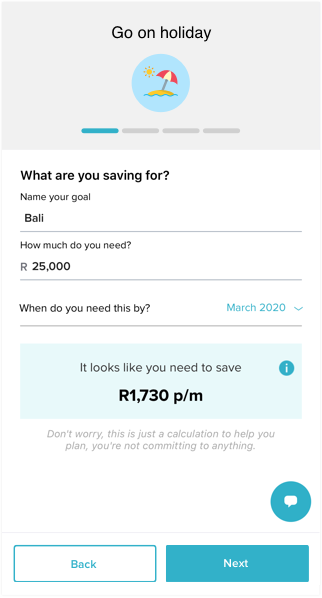 Go on holiday
What are you saving for?
Name your goal
Bali
How much do you need?
R 25,000
When do you need this by? March 2020
It looks like you need to save
R1,730 p/m
Don't worry, this is just a calculation to help you
plan, you're not committing to anything.
Back Next